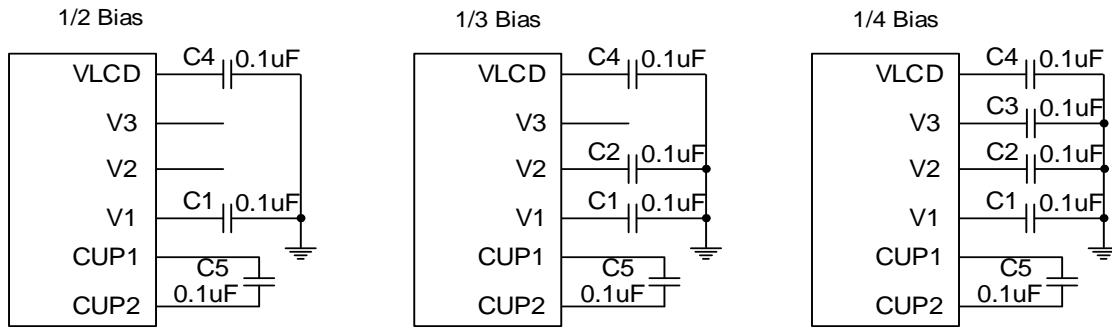 1/2 Bias
VLCD
C4
0.1uF
V3
V2
V1
C1
0.1uF
CUP1
C5
CUP2
0.1uF
1/3 Bias
VLCD
C4
0.1uF
V3
V2
C2
0.1uF
V1
C1
0.1uF
CUP1
C5
CUP2
0.1uF
1/4 Bias
VLCD
C4
0.1uF
V3
C3
0.1uF
V2
C2
0.1uF
V1
C1
0.1uF
CUP1
C5
CUP2
0.1uF